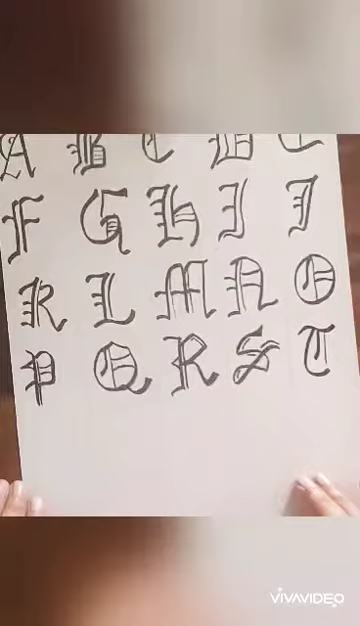 A B C D E
F G H I J
K L M N O
P Q R S T
VIVAVIDEO